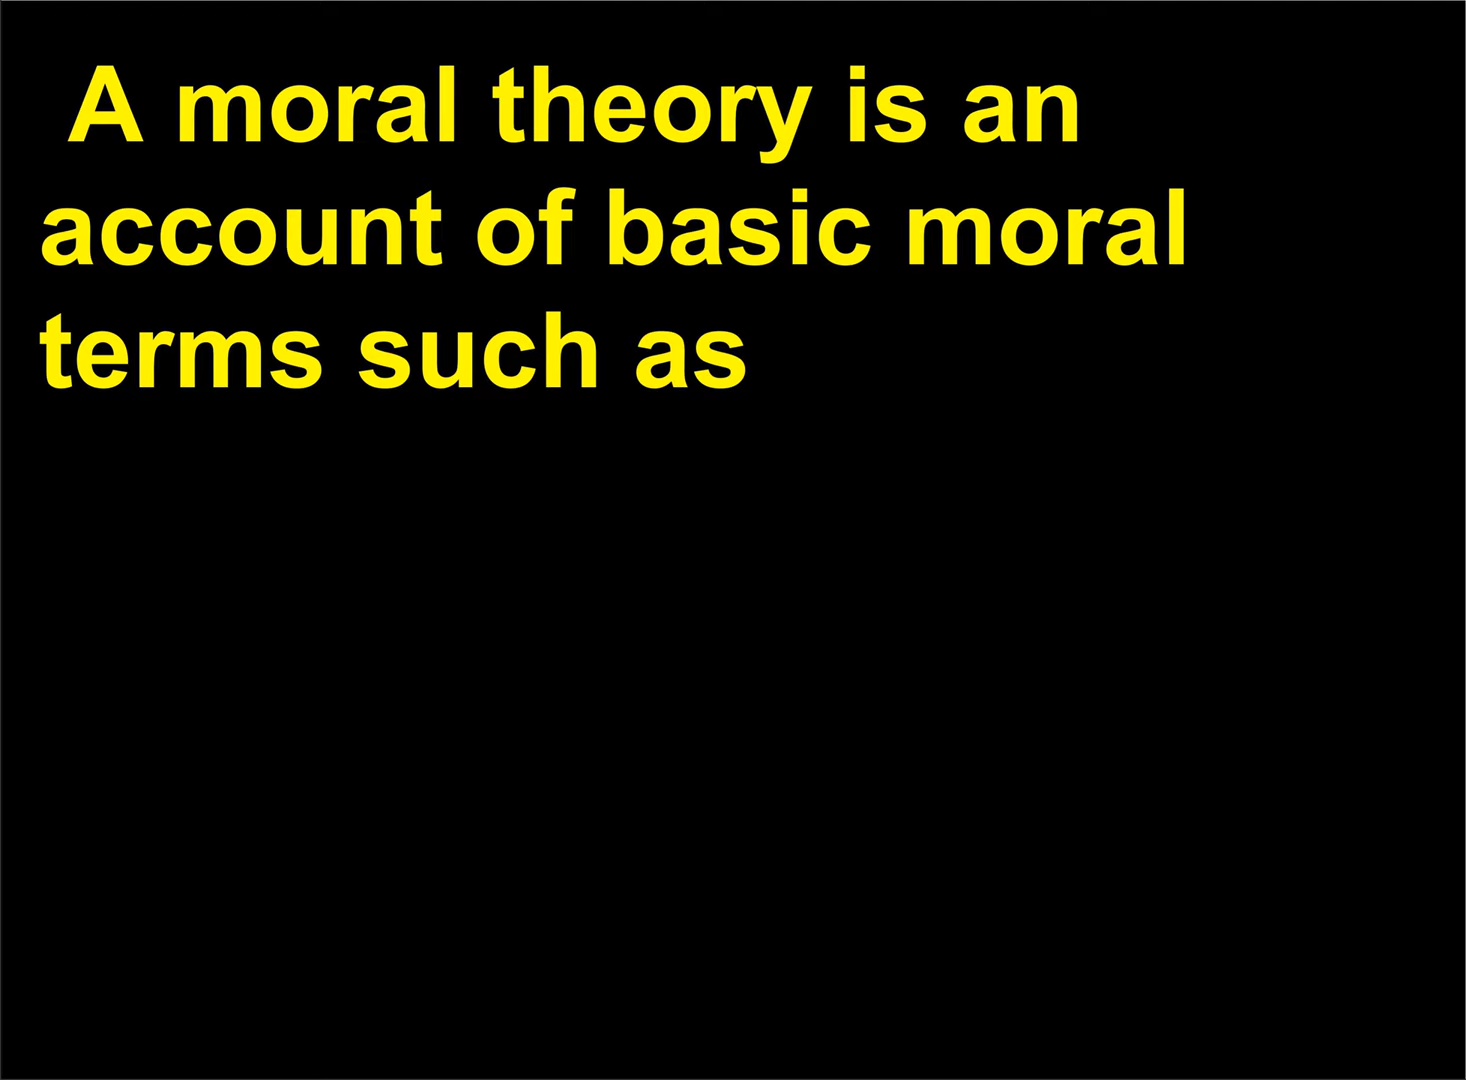 A moral theory is an
account of basic moral
terms such as